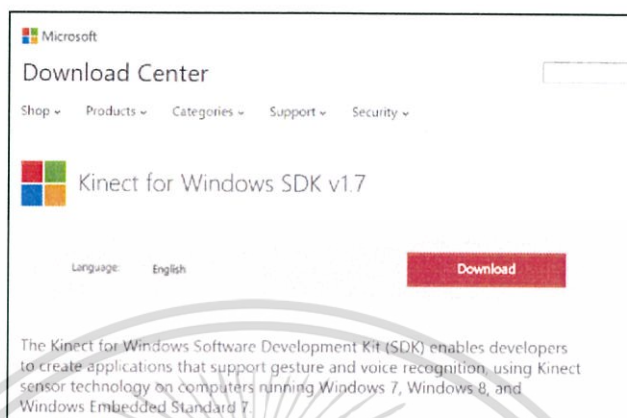 Microsoft
Download Center
Shop Products Categories Support Security
Kinect for Windows SDK v1.7
Language: English Download
The Kinect for Windows Software Development Kit (SDK) enables developers
to create applications that support gesture and voice recognition, using Kinect
sensor technology on computers running Windows 7, Windows 8, and
Windows Embedded Standard 7.